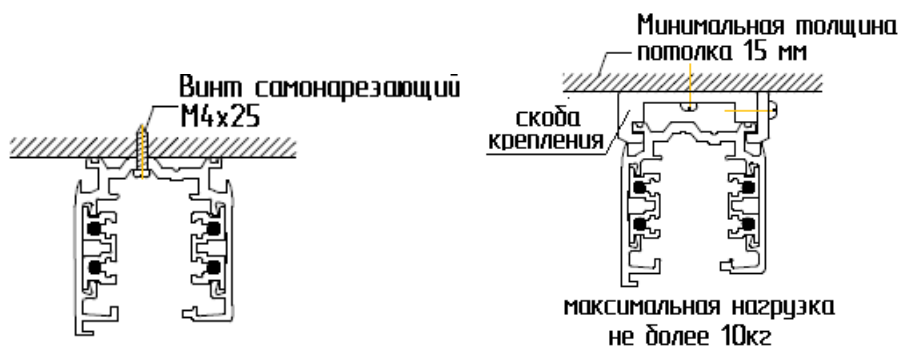 Винт самонарезающий
М4х25
Минимальная толщина
потолка 15 мм
скоба
крепления
максимальная нагрузка
не более 10кг